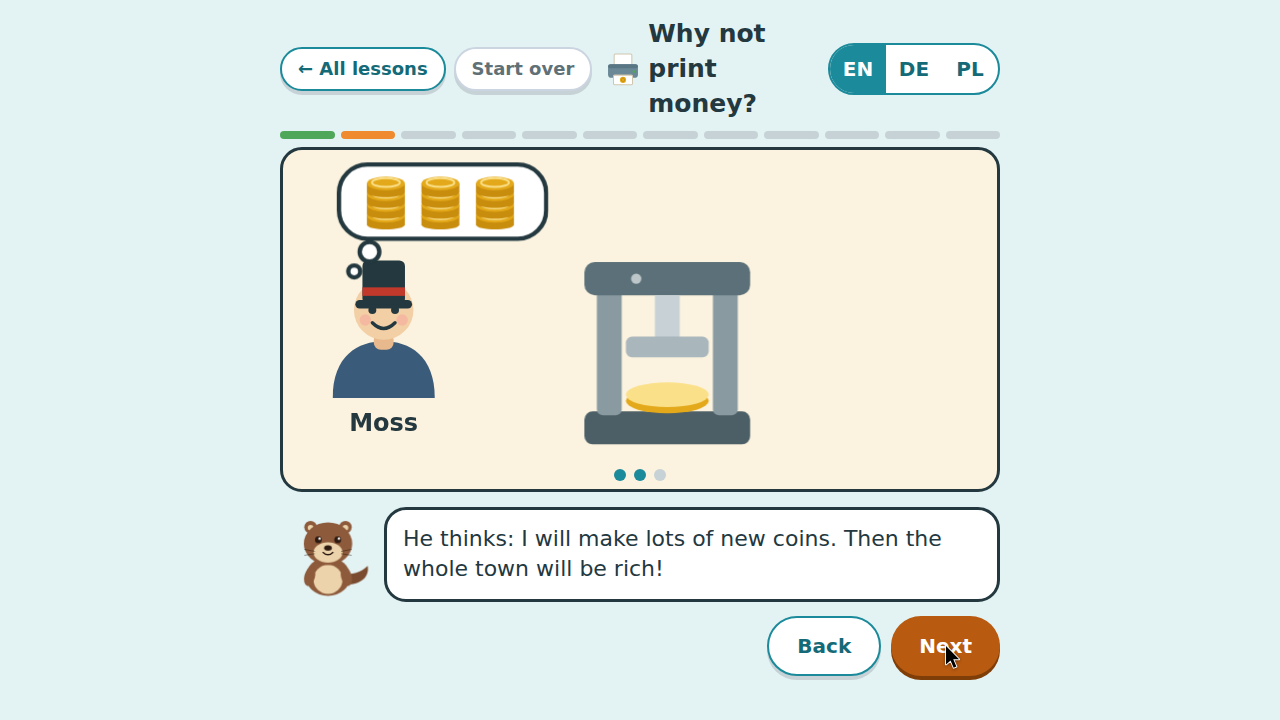 ← All lessons
Start over
Why not
print
money?
EN
DE
PL
Moss
He thinks: I will make lots of new coins. Then the
whole town will be rich!
Back
Next